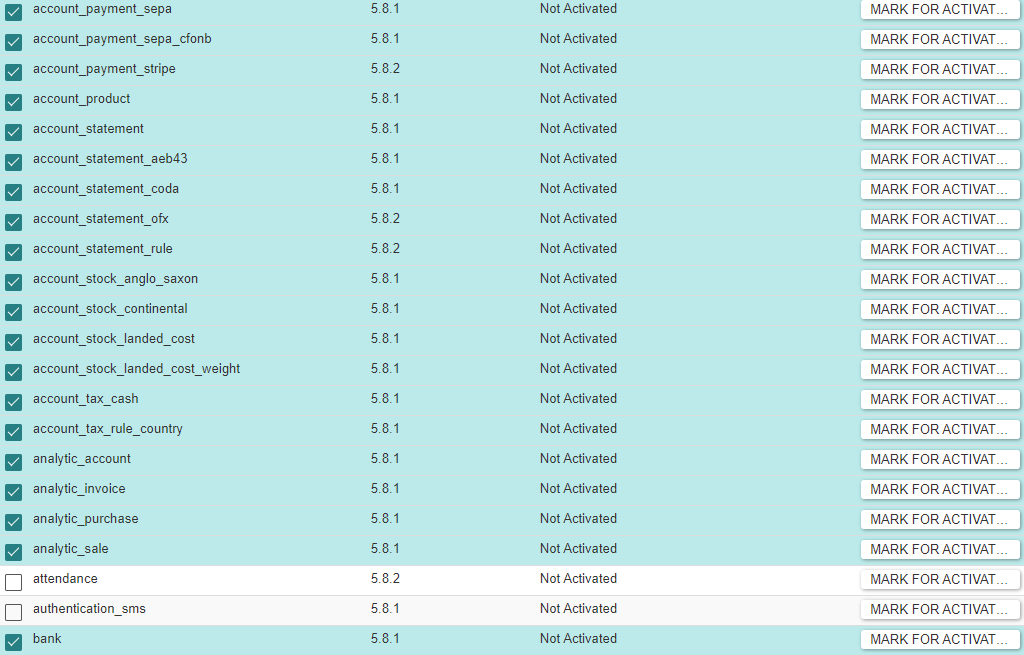 account_payment_sepa 5.8.1 Not Activated MARK FOR ACTIVAT...
account_payment_sepa_cfonb 5.8.1 Not Activated MARK FOR ACTIVAT...
account_payment_stripe 5.8.2 Not Activated MARK FOR ACTIVAT...
account_product 5.8.1 Not Activated MARK FOR ACTIVAT...
account_statement 5.8.1 Not Activated MARK FOR ACTIVAT...
account_statement_aeb43 5.8.1 Not Activated MARK FOR ACTIVAT...
account_statement_coda 5.8.1 Not Activated MARK FOR ACTIVAT...
account_statement_ofx 5.8.2 Not Activated MARK FOR ACTIVAT...
account_statement_rule 5.8.2 Not Activated MARK FOR ACTIVAT...
account_stock_anglo_saxon 5.8.1 Not Activated MARK FOR ACTIVAT...
account_stock_continental 5.8.1 Not Activated MARK FOR ACTIVAT...
account_stock_landed_cost 5.8.1 Not Activated MARK FOR ACTIVAT...
account_stock_landed_cost_weight 5.8.1 Not Activated MARK FOR ACTIVAT...
account_tax_cash 5.8.1 Not Activated MARK FOR ACTIVAT...
account_tax_rule_country 5.8.1 Not Activated MARK FOR ACTIVAT...
analytic_account 5.8.1 Not Activated MARK FOR ACTIVAT...
analytic_invoice 5.8.1 Not Activated MARK FOR ACTIVAT...
analytic_purchase 5.8.1 Not Activated MARK FOR ACTIVAT...
analytic_sale 5.8.1 Not Activated MARK FOR ACTIVAT...
attendance 5.8.2 Not Activated MARK FOR ACTIVAT...
authentication_sms 5.8.1 Not Activated MARK FOR ACTIVAT...
bank 5.8.1 Not Activated MARK FOR ACTIVAT...